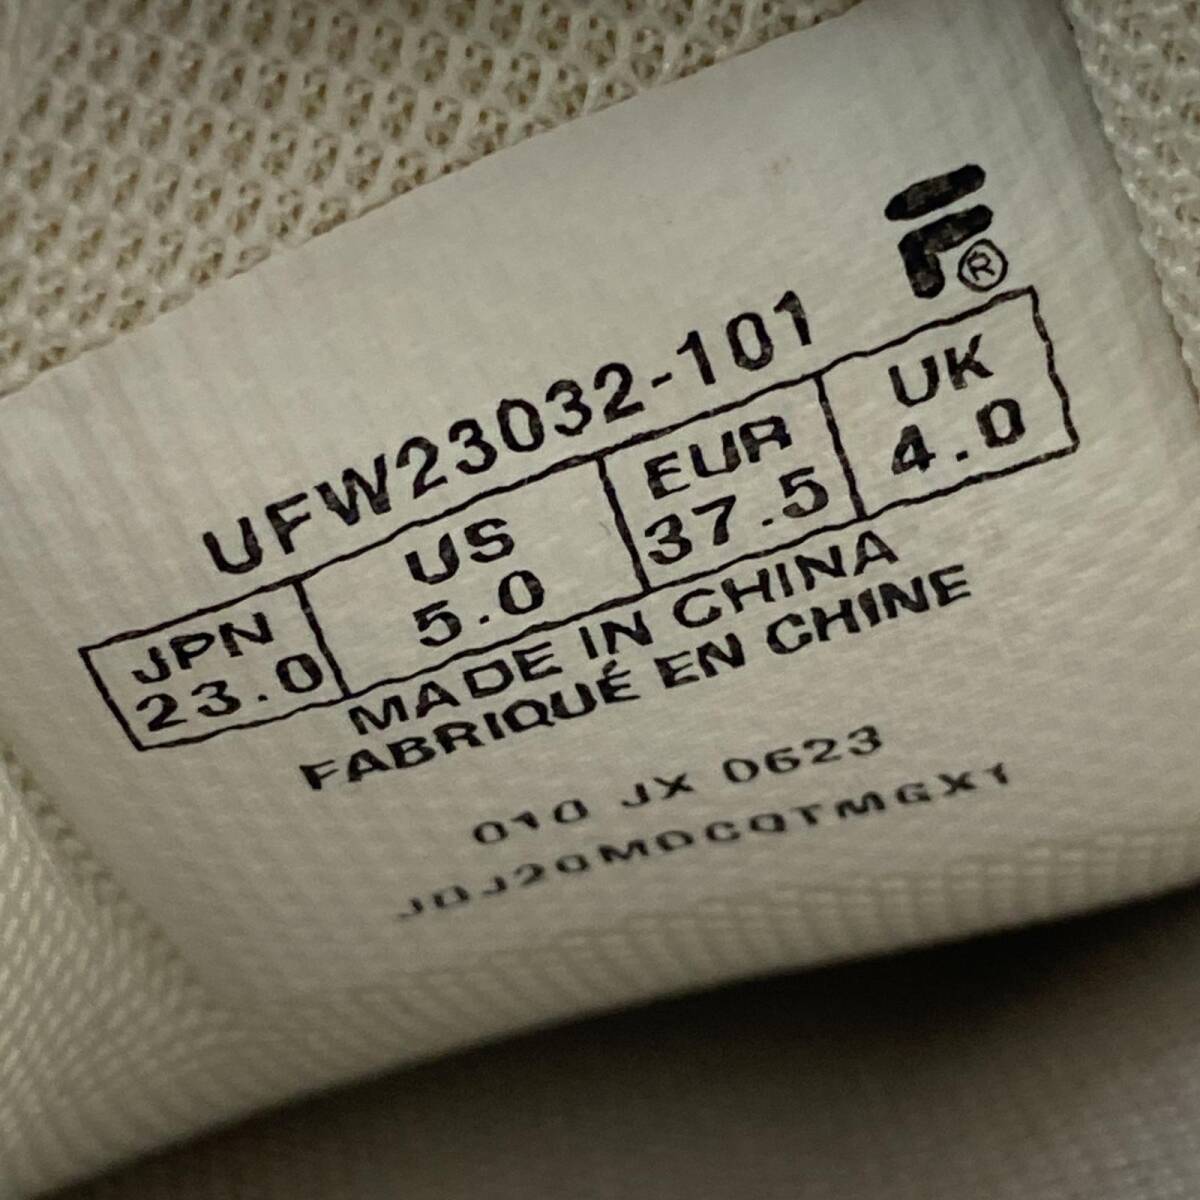 UFW23032-101
JPN US EUR UK
23.0 5.0 37.5 4.0
MADE IN CHINA
FABRIQUÉ EN CHINE
010 JX 0623